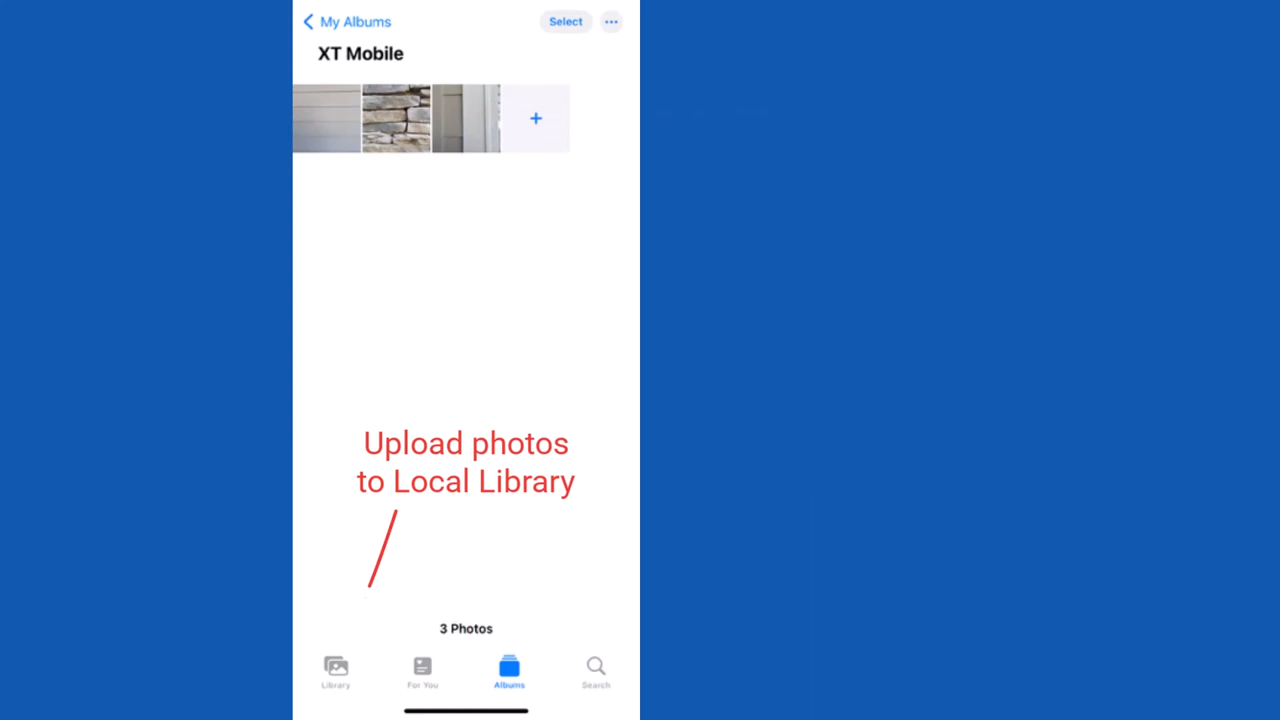 My Albums
Select
XT Mobile
Upload photos
to Local Library
3 Photos
Library
For You
Albums
Search